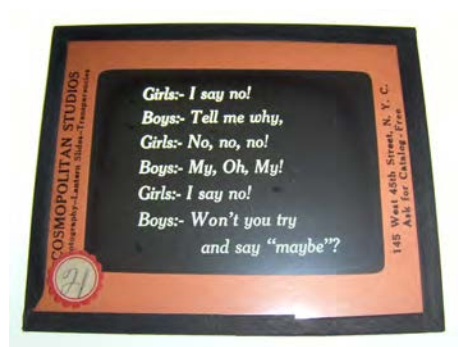 Girls:- I say no!
Boys:- Tell me why,
Girls:- No, no, no!
Boys:- My, Oh, My!
Girls:- I say no!
Boys:- Won't you try
and say "maybe"?
COSMOPOLITAN STUDIOS
Photography-Lantern Slides-Transparencies
145 West 45th Street, N. Y. C.
Ask for Catalog - Free
21